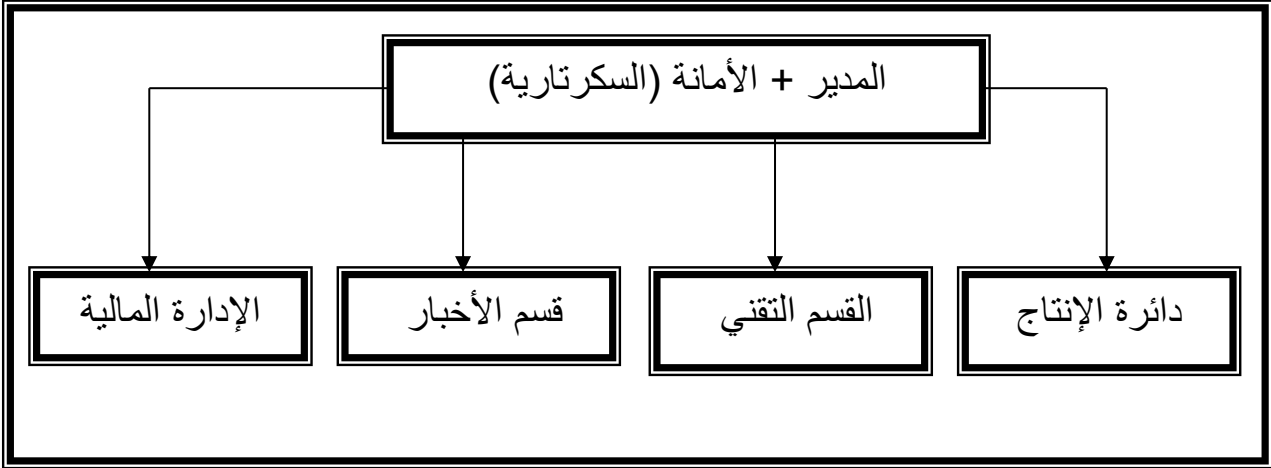 المدير + الأمانة (السكرتارية)
دائرة الإنتاج
القسم التقني
قسم الأخبار
الإدارة المالية